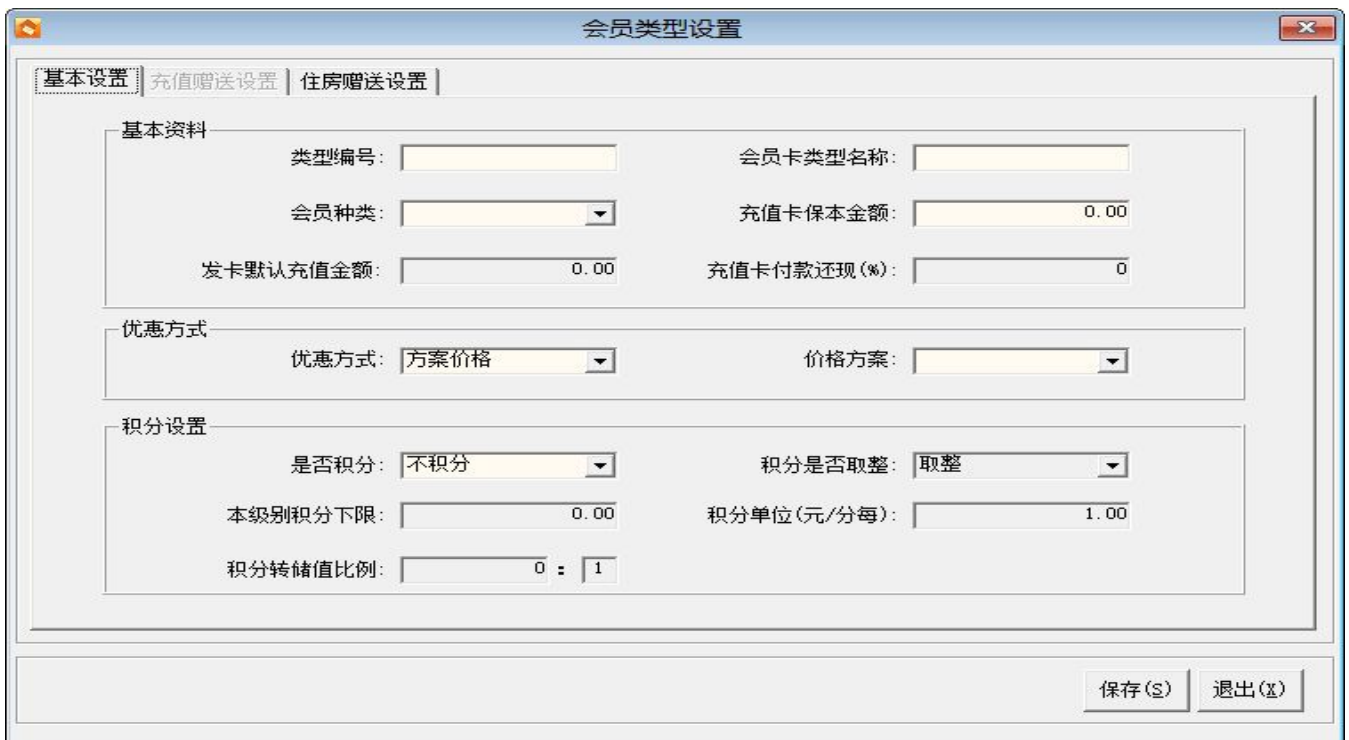 会员类型设置
基本设置 充值赠送设置 住房赠送设置
基本资料
类型编号: 会员卡类型名称:
会员种类: 充值卡保本金额: 0.00
发卡默认充值金额: 0.00 充值卡付款还现(%): 0
优惠方式
优惠方式: 方案价格 价格方案:
积分设置
是否积分: 不积分 积分是否取整: 取整
本级别积分下限: 0.00 积分单位(元/分每): 1.00
积分转储值比例: 0 : 1
保存(S) 退出(X)